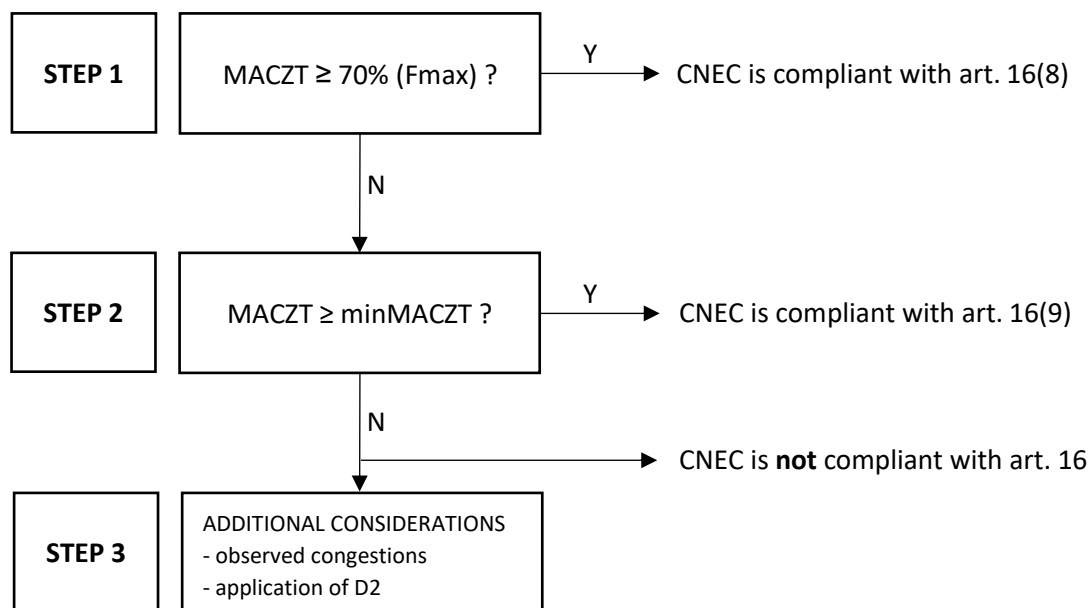 STEP 1
MACZT ≥ 70% (Fmax) ?
Y
CNEC is compliant with art. 16(8)
N
STEP 2
MACZT ≥ minMACZT ?
Y
CNEC is compliant with art. 16(9)
N
CNEC is not compliant with art. 16
STEP 3
ADDITIONAL CONSIDERATIONS
- observed congestions
- application of D2